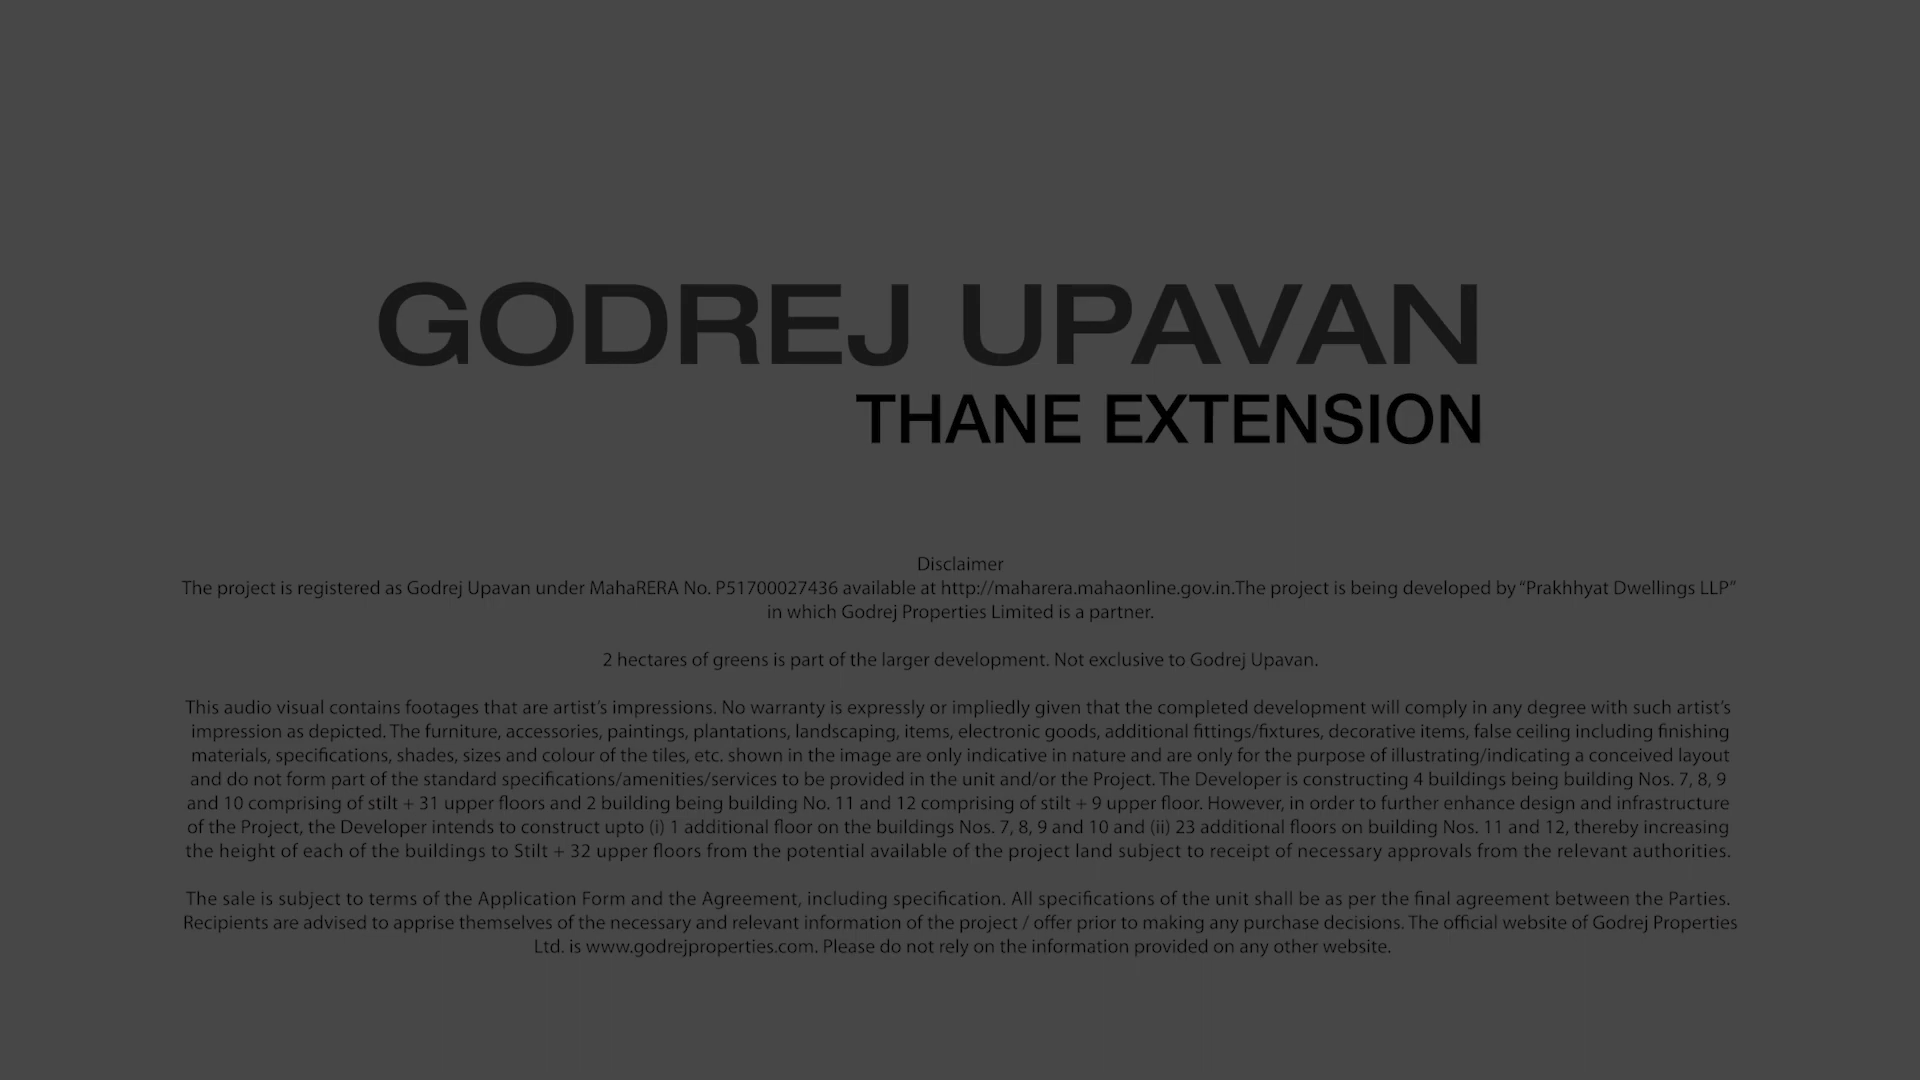 GODREJ UPAVAN
THANE EXTENSION
Disclaimer
The project is registered as Godrej Upavan under MahaRERA No. P51700027436 available at http://maharera.mahaonline.gov.in.The project is being developed by “Prakhhyat Dwellings LLP”
in which Godrej Properties Limited is a partner.
2 hectares of greens is part of the larger development. Not exclusive to Godrej Upavan.
This audio visual contains footages that are artist’s impressions. No warranty is expressly or impliedly given that the completed development will comply in any degree with such artist’s
impression as depicted. The furniture, accessories, paintings, plantations, landscaping, items, electronic goods, additional fittings/fixtures, decorative items, false ceiling including finishing
materials, specifications, shades, sizes and colour of the tiles, etc. shown in the image are only indicative in nature and are only for the purpose of illustrating/indicating a conceived layout
and do not form part of the standard specifications/amenities/services to be provided in the unit and/or the Project. The Developer is constructing 4 buildings being building Nos. 7, 8, 9
and 10 comprising of stilt + 31 upper floors and 2 building being building No. 11 and 12 comprising of stilt + 9 upper floor. However, in order to further enhance design and infrastructure
of the Project, the Developer intends to construct upto (i) 1 additional floor on the buildings Nos. 7, 8, 9 and 10 and (ii) 23 additional floors on building Nos. 11 and 12, thereby increasing
the height of each of the buildings to Stilt + 32 upper floors from the potential available of the project land subject to receipt of necessary approvals from the relevant authorities.
The sale is subject to terms of the Application Form and the Agreement, including specification. All specifications of the unit shall be as per the final agreement between the Parties.
Recipients are advised to apprise themselves of the necessary and relevant information of the project / offer prior to making any purchase decisions. The official website of Godrej Properties
Ltd. is www.godrejproperties.com. Please do not rely on the information provided on any other website.